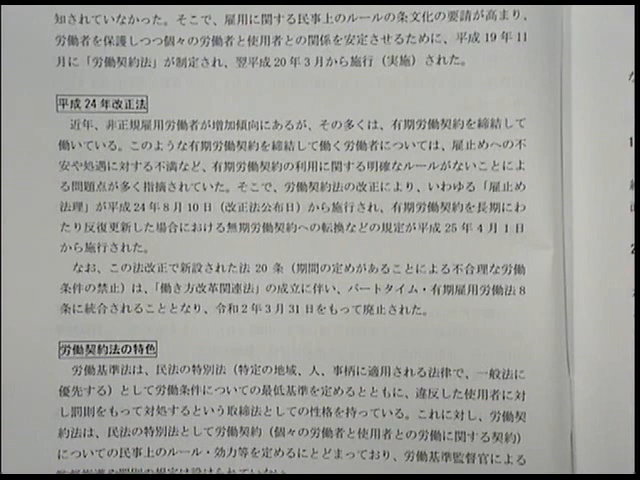 知されていなかった。そこで、雇用に関する民事上のルールの条文化の要請が高まり、
労働者を保護しつつ個々の労働者と使用者との関係を安定させるために、平成19年11
月に「労働契約法」が制定され、翌平成20年3月から施行（実施）された。
平成24年改正法
近年、非正規雇用労働者が増加傾向にあるが、その多くは、有期労働契約を締結して
働いている。このような有期労働契約を締結して働く労働者については、雇止めへの不
安や処遇に対する不満など、有期労働契約の利用に関する明確なルールがないことによ
る問題点が多く指摘されていた。そこで、労働契約法の改正により、いわゆる「雇止め
法理」が平成24年8月10日（改正法公布日）から施行され、有期労働契約を長期にわ
たり反復更新した場合における無期労働契約への転換などの規定が平成25年4月1日
から施行された。
なお、この法改正で新設された法20条（期間の定めがあることによる不合理な労働
条件の禁止）は、「働き方改革関連法」の成立に伴い、パートタイム・有期雇用労働法8
条に統合されることとなり、令和2年3月31日をもって廃止された。
労働契約法の特色
労働基準法は、民法の特別法（特定の地域、人、事柄に適用される法律で、一般法に
優先する）として労働条件についての最低基準を定めるとともに、違反した使用者に対
し罰則をもって対処するという取締法としての性格を持っている。これに対し、労働契
約法は、民法の特別法として労働契約（個々の労働者と使用者との労働に関する契約）
についての民事上のルール・効力等を定めるにとどまっており、労働基準監督官による